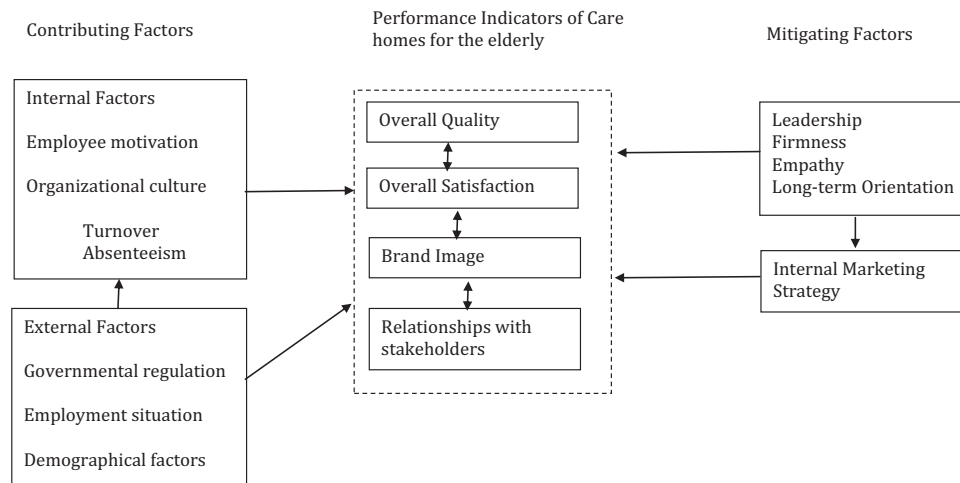 Contributing Factors
Performance Indicators of Care
homes for the elderly
Mitigating Factors
Internal Factors
Employee motivation
Organizational culture
Turnover
Absenteeism
External Factors
Governmental regulation
Employment situation
Demographical factors
Overall Quality
Overall Satisfaction
Brand Image
Relationships with
stakeholders
Leadership
Firmness
Empathy
Long-term Orientation
Internal Marketing
Strategy